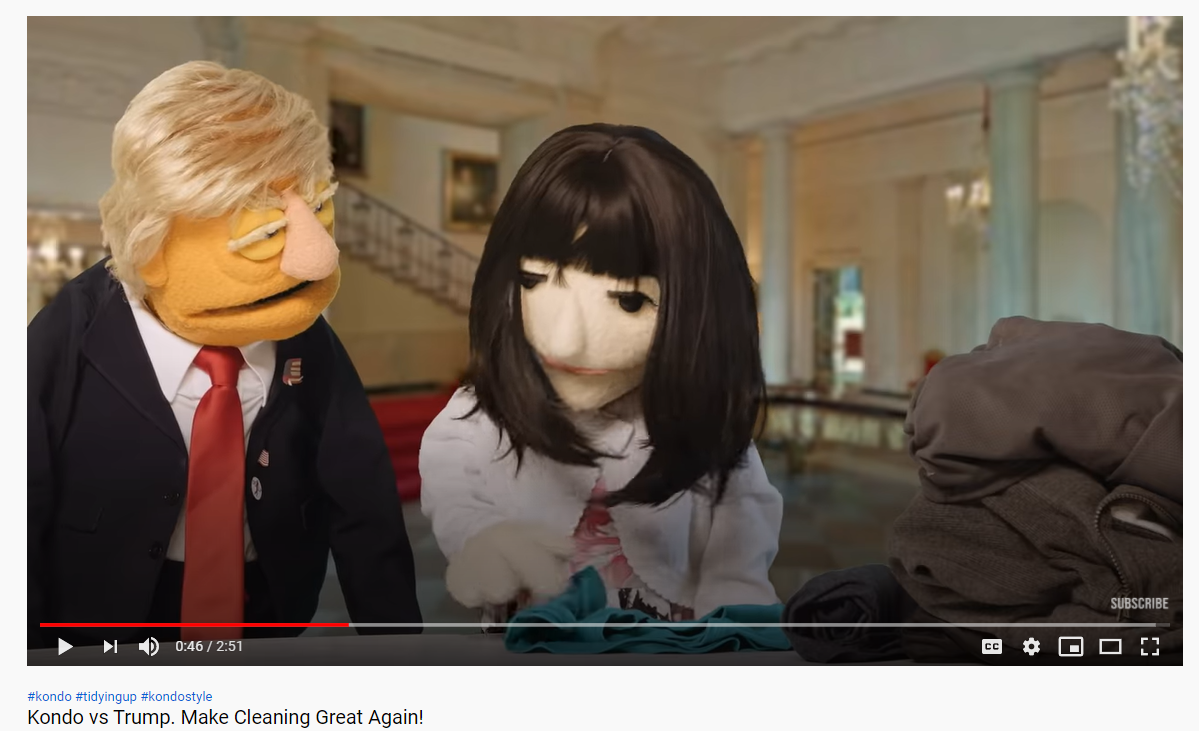 SUBSCRIBE
0:46 / 2:51
CC
#kondo #tidyingup #kondostyle
Kondo vs Trump. Make Cleaning Great Again!